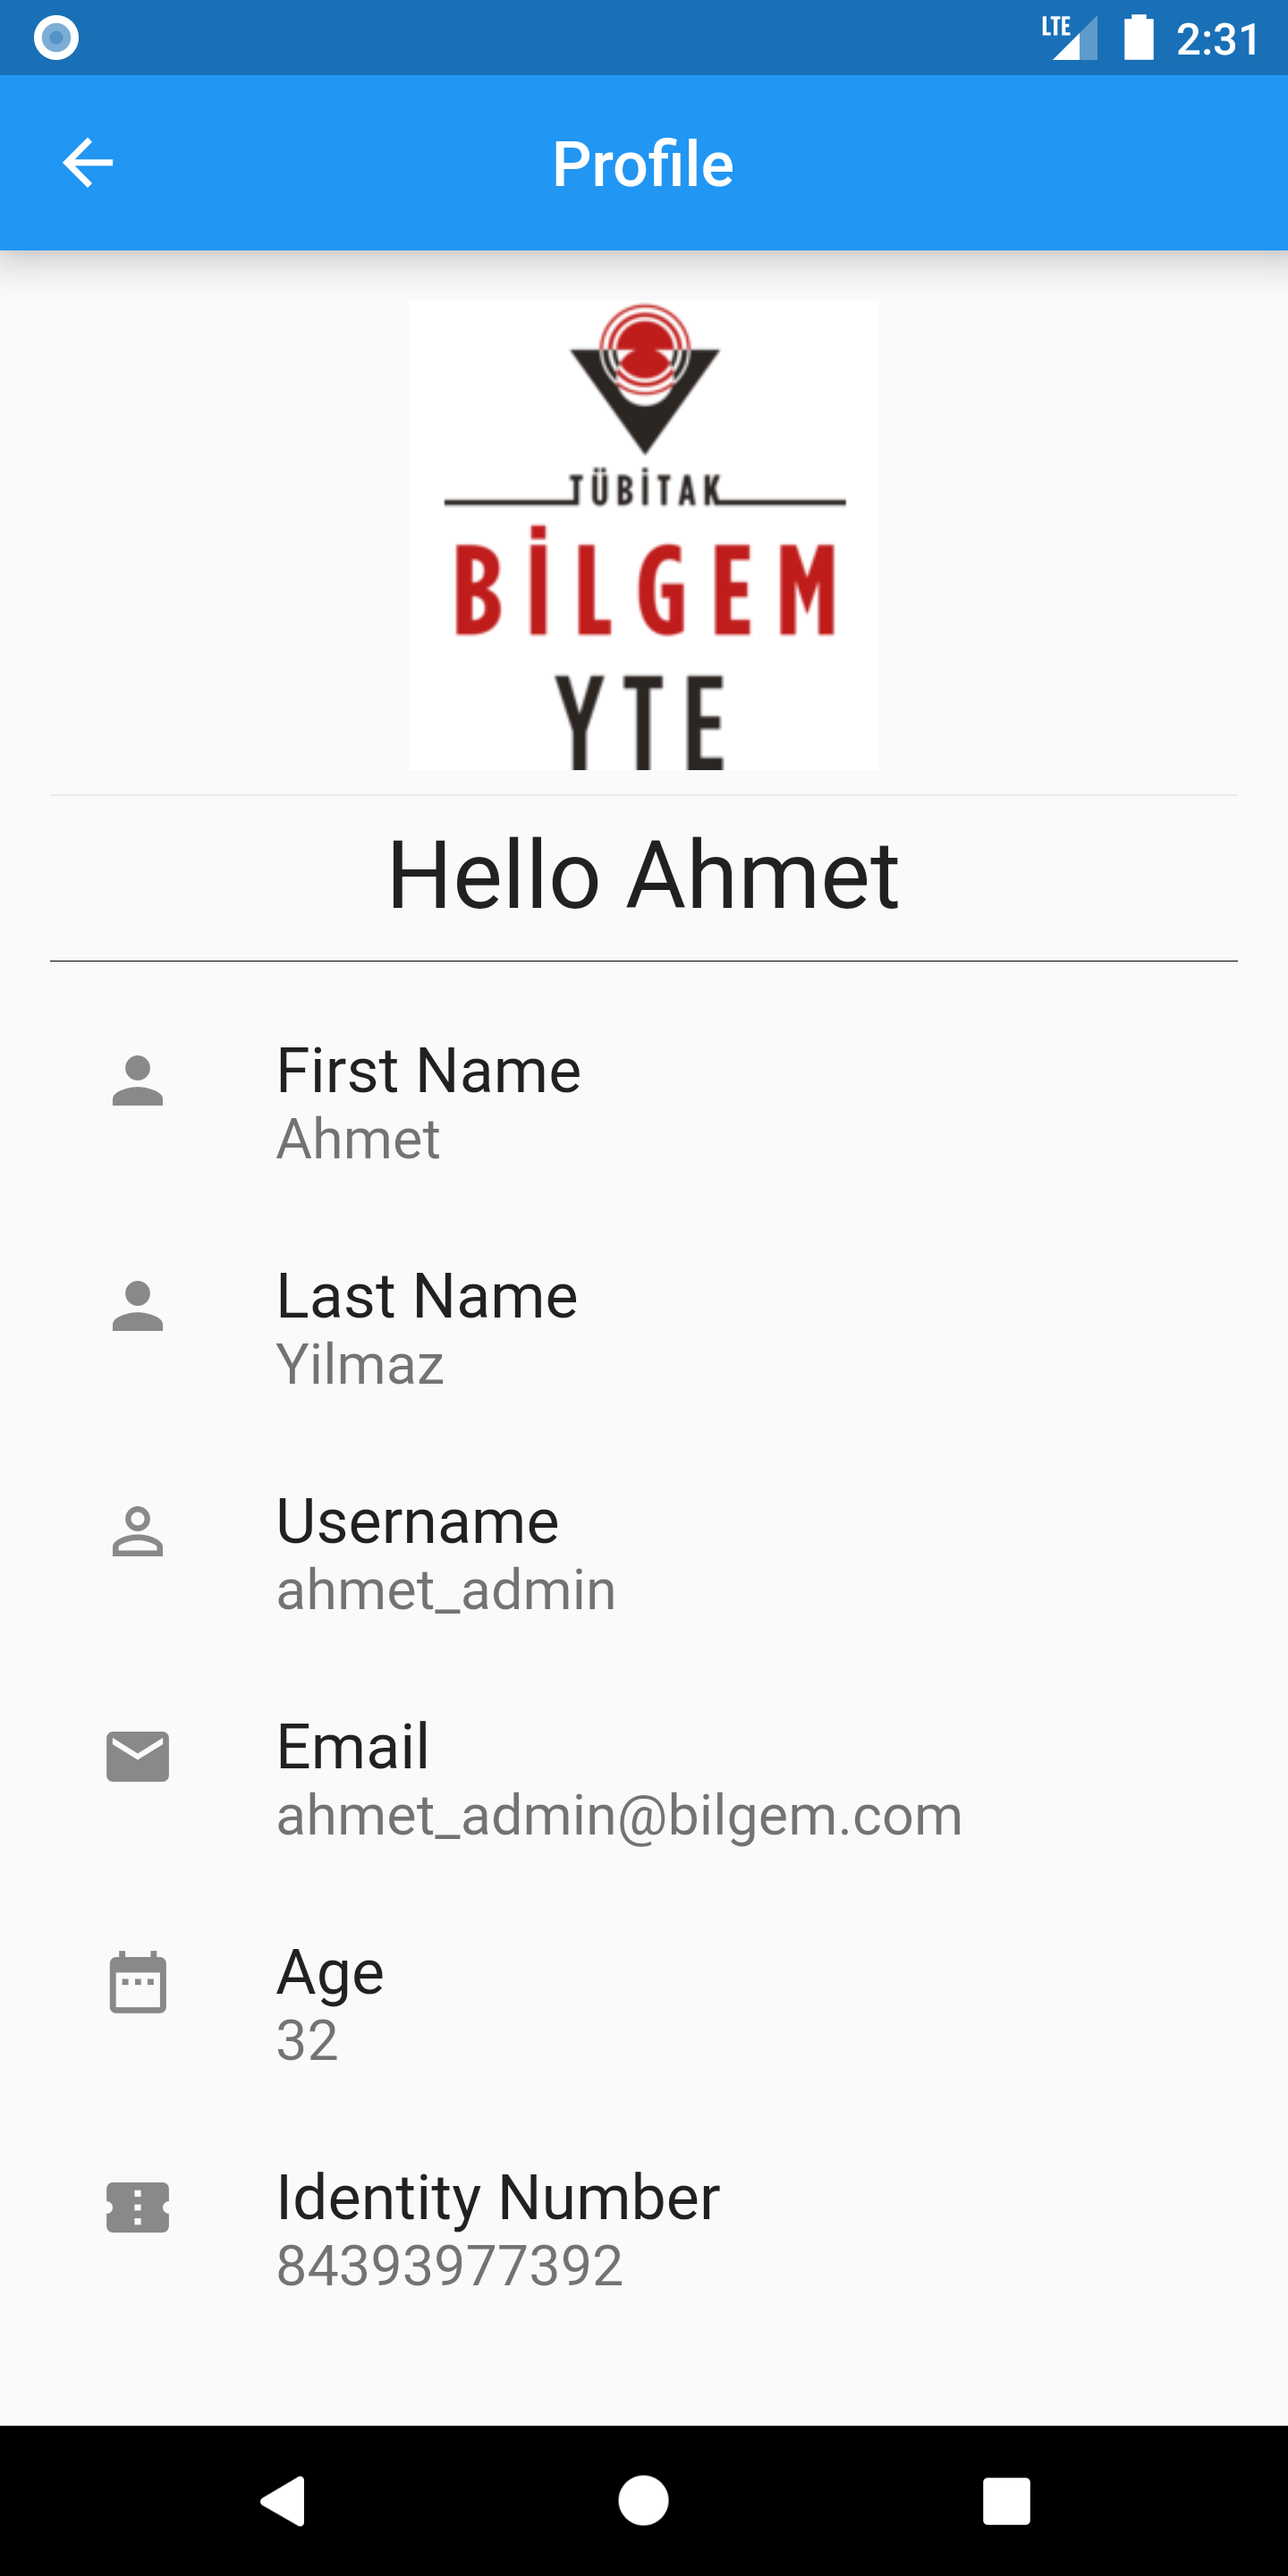 LTE 2:31
Profile
TÜBİTAK
BİLGEM
YTE
Hello Ahmet
First Name
Ahmet
Last Name
Yilmaz
Username
ahmet_admin
Email
ahmet_admin@bilgem.com
Age
32
Identity Number
84393977392